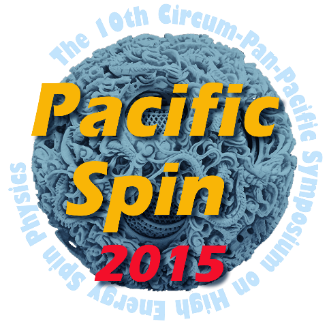 The 10th Circum-Pan-Pacific Symposium on High Energy Spin Physics
Pacific
Spin
2015